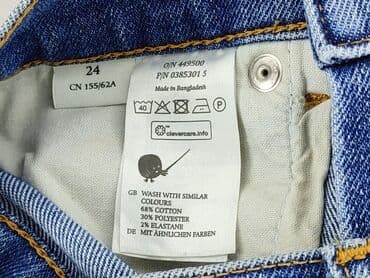 24
CN 155/62A
O/N 449500
P/N 0385301 5
Made in Bangladesh
40
P
clevercare.info
GB WASH WITH SIMILAR
COLOURS
68% COTTON
30% POLYESTER
2% ELASTANE
DE MIT ÄHNLICHEN FARBEN